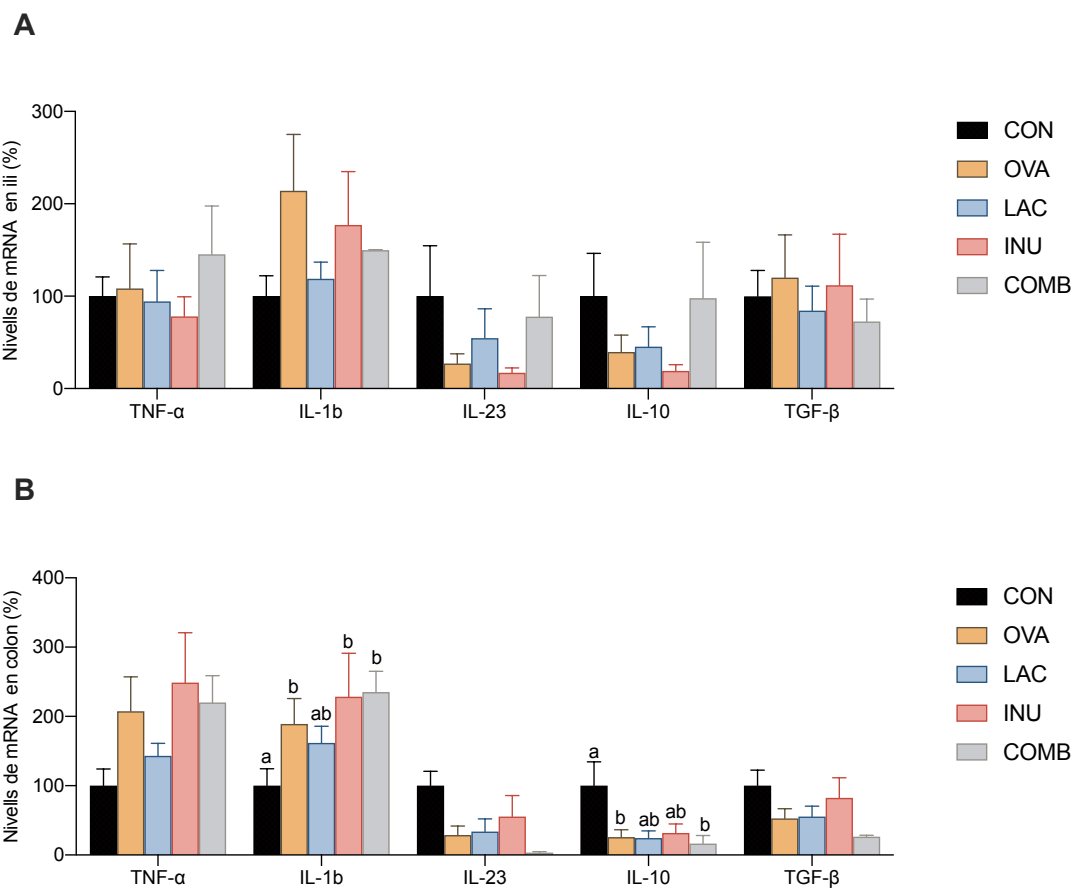 A
Nivells de mRNA en ili (%)
300
200
100
0
TNF-α IL-1b IL-23 IL-10 TGF-β
CON
OVA
LAC
INU
COMB
B
Nivells de mRNA en colon (%)
400
300
200
100
0
a b ab b b
a b ab ab b
TNF-α IL-1b IL-23 IL-10 TGF-β
CON
OVA
LAC
INU
COMB